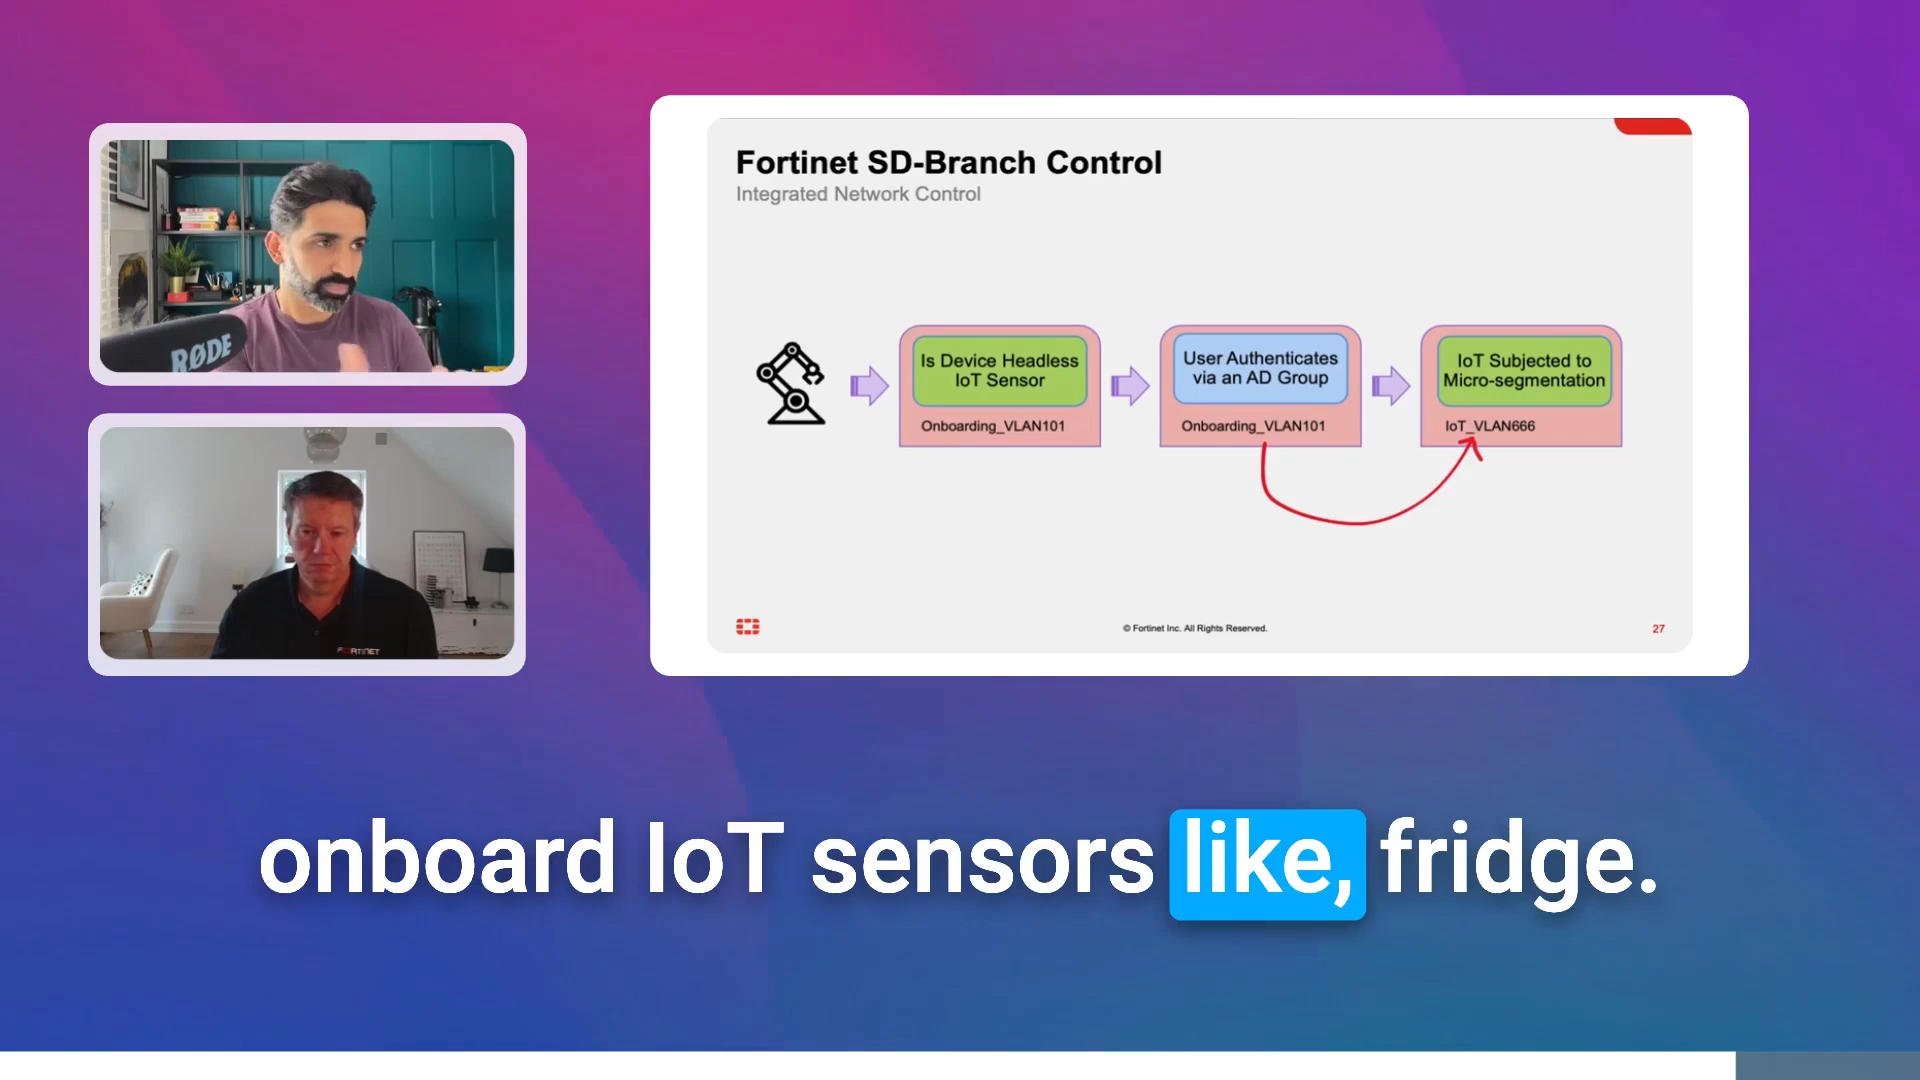 RØDE
FORTINET
Fortinet SD-Branch Control
Integrated Network Control
Is Device Headless
IoT Sensor
Onboarding_VLAN101
User Authenticates
via an AD Group
Onboarding_VLAN101
IoT Subjected to
Micro-segmentation
IoT_VLAN666
© Fortinet Inc. All Rights Reserved.
27
onboard IoT sensors like, fridge.